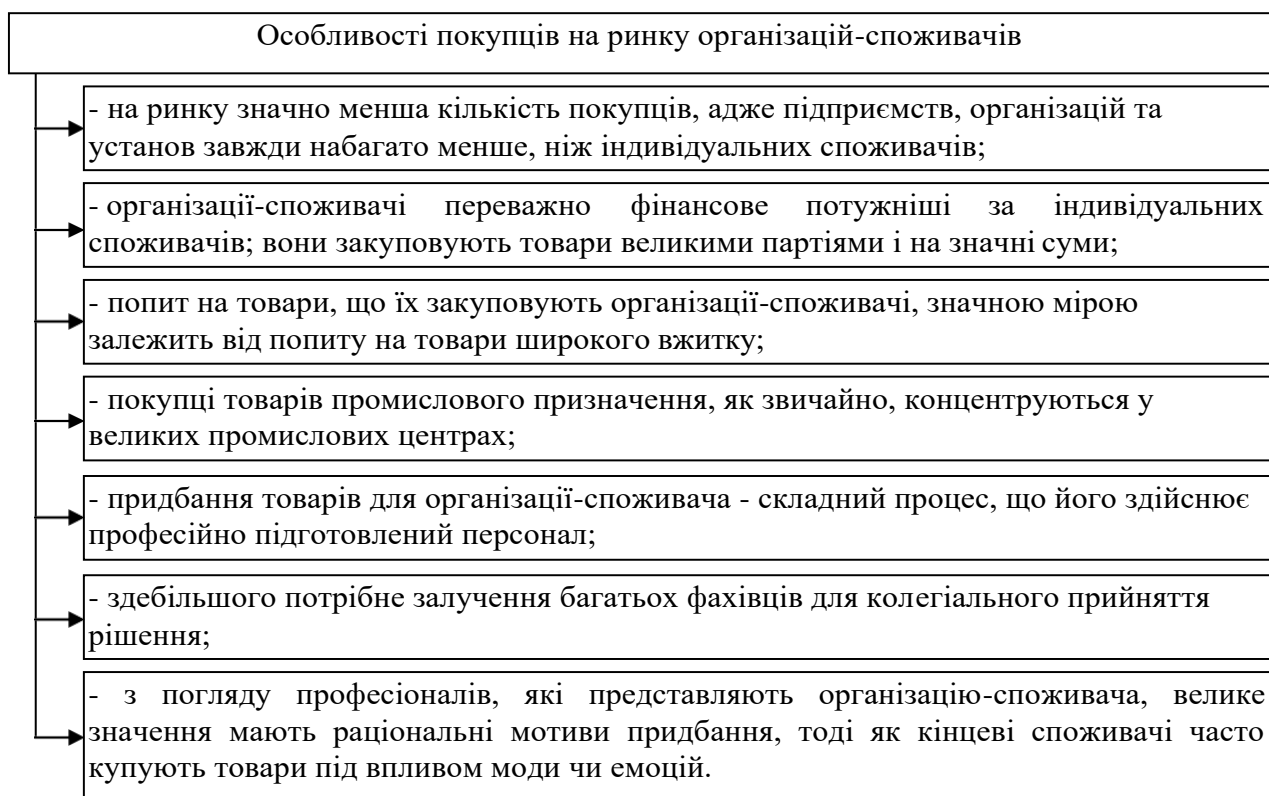 Особливості покупців на ринку організацій-споживачів
- на ринку значно менша кількість покупців, адже підприємств, організацій та
установ завжди набагато менше, ніж індивідуальних споживачів;
- організації-споживачі переважно фінансове потужніші за індивідуальних
споживачів; вони закуповують товари великими партіями і на значні суми;
- попит на товари, що їх закуповують організації-споживачі, значною мірою
залежить від попиту на товари широкого вжитку;
- покупці товарів промислового призначення, як звичайно, концентруються у
великих промислових центрах;
- придбання товарів для організації-споживача - складний процес, що його здійснює
професійно підготовлений персонал;
- здебільшого потрібне залучення багатьох фахівців для колегіального прийняття
рішення;
- з погляду професіоналів, які представляють організацію-споживача, велике
значення мають раціональні мотиви придбання, тоді як кінцеві споживачі часто
купують товари під впливом моди чи емоцій.